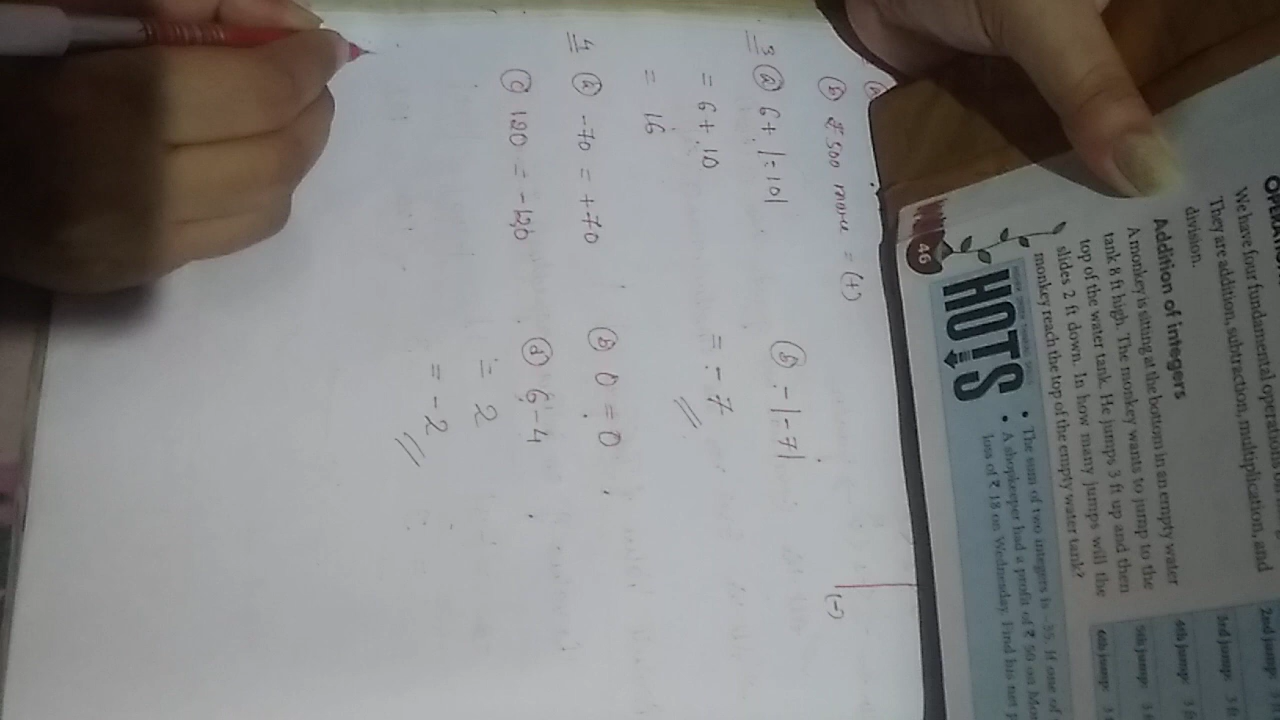 (b) ₹ 500 more = (+)
(-)
3 (a) 6 + |-10|
= 6 + 10
= 16
(b) - |-7|
= - 7
4 (a) -70 = +70
(b) 0 = 0
(c) 120 = -120
(d) 6-4
= 2
= -2
We have four fundamental operations
They are addition, subtraction, multiplication, and
division.
Addition of integers
A monkey is sitting at the bottom in an empty water
tank 8 ft high. The monkey wants to jump to the
top of the water tank. He jumps 3 ft up and then
slides 2 ft down. In how many jumps will the
monkey reach the top of the empty water tank?
2nd jump:
3rd jump: 3 ft
4th jump:
5th jump:
6th jump:
46
HOTS
• The sum of two integers is -35. If one of
• A shopkeeper had a profit of ₹ 50 on Mon
loss of ₹ 18 on Wednesday. Find his net